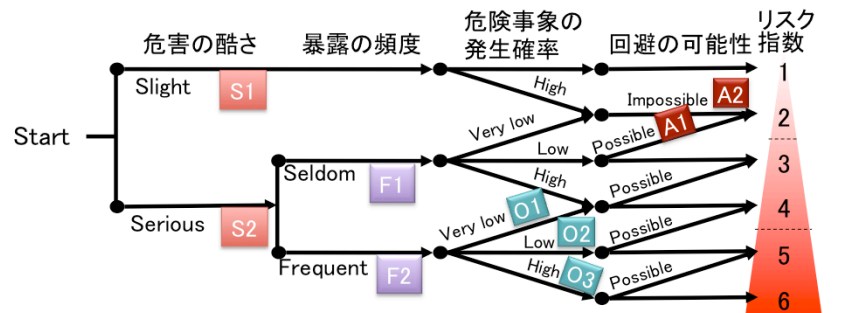 危害の酷さ
暴露の頻度
危険事象の
発生確率
回避の可能性
リスク
指数
Start
Slight
S1
High
Impossible
A2
1
Very low
Possible
A1
2
Seldom
F1
Low
High
Possible
3
Serious
S2
Very low
O1
Low
O2
Possible
4
Frequent
F2
High
O3
Possible
5
6